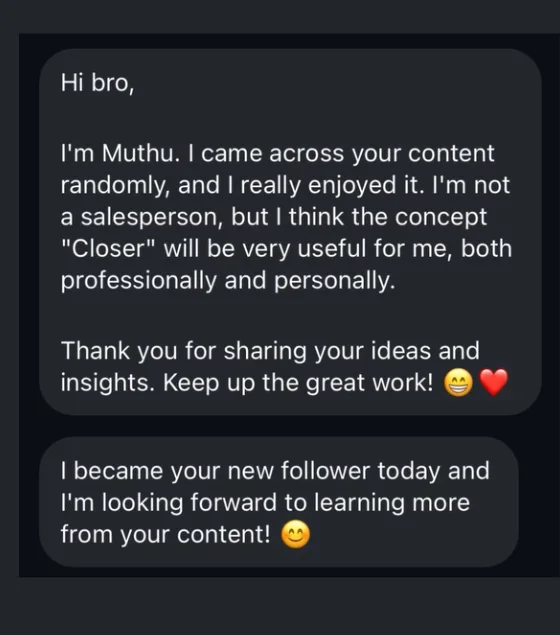 Hi bro,
I'm Muthu. I came across your content
randomly, and I really enjoyed it. I'm not
a salesperson, but I think the concept
"Closer" will be very useful for me, both
professionally and personally.
Thank you for sharing your ideas and
insights. Keep up the great work! 😁❤️
I became your new follower today and
I'm looking forward to learning more
from your content! 😊